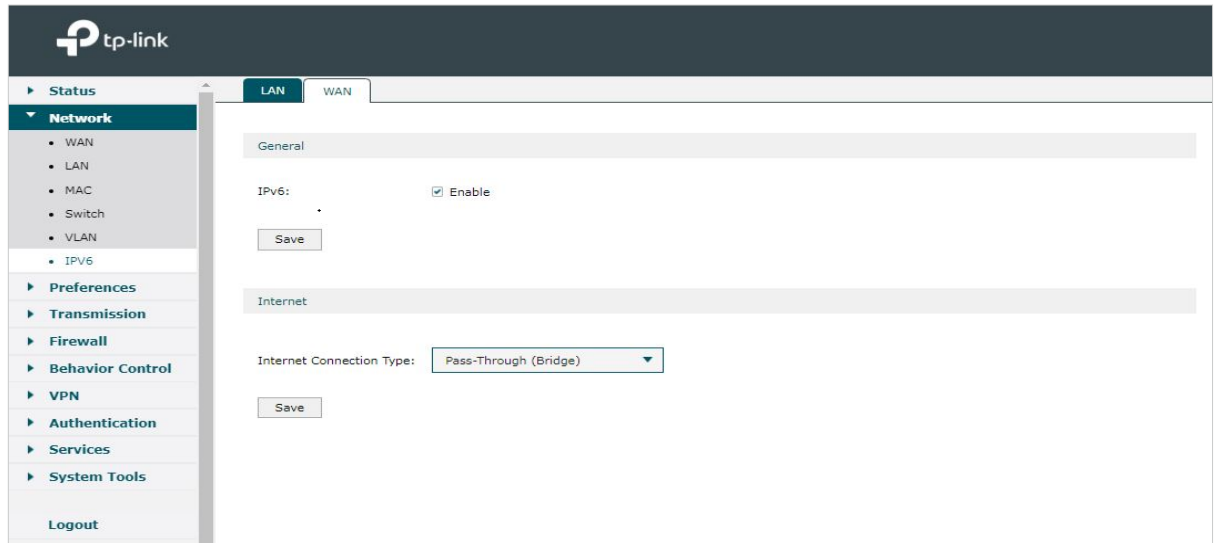 tp-link
Status
Network
WAN
LAN
MAC
Switch
VLAN
IPV6
Preferences
Transmission
Firewall
Behavior Control
VPN
Authentication
Services
System Tools
Logout
LAN WAN
General
IPv6: Enable
Save
Internet
Internet Connection Type: Pass-Through (Bridge)
Save